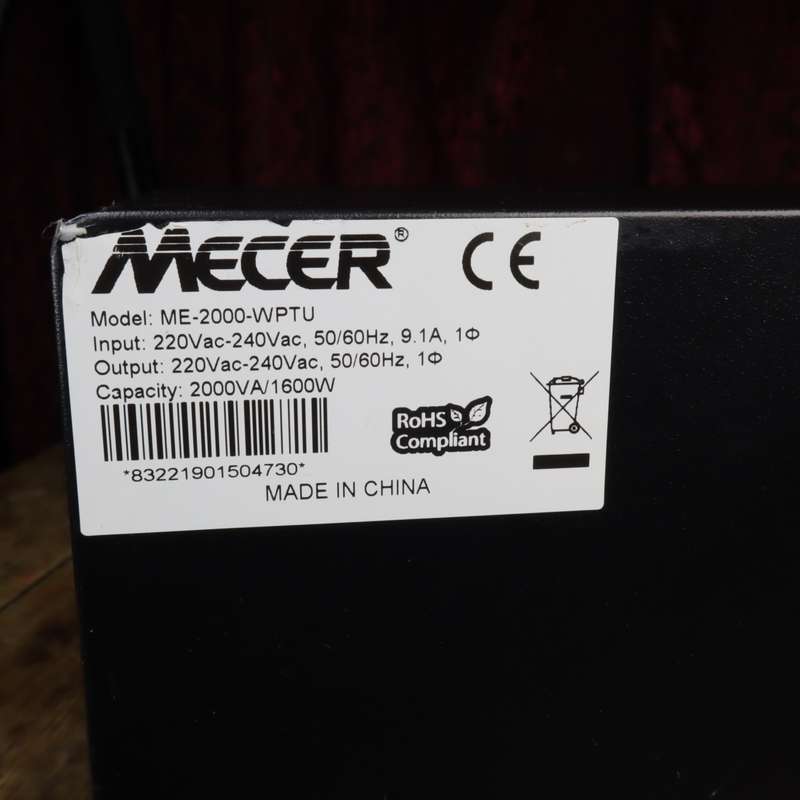 MECER®
CE
Model: ME-2000-WPTU
Input: 220Vac-240Vac, 50/60Hz, 9.1A, 1Φ
Output: 220Vac-240Vac, 50/60Hz, 1Φ
Capacity: 2000VA/1600W
RoHS
Compliant
*83221901504730*
MADE IN CHINA